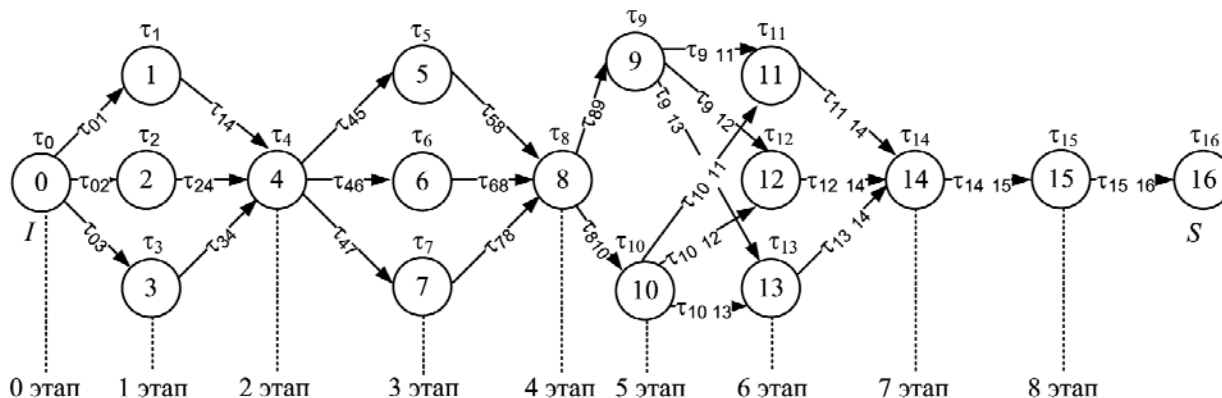 τ0
τ1
τ2
τ3
τ4
τ5
τ6
τ7
τ8
τ9
τ10
τ11
τ12
τ13
τ14
τ15
τ16
0
1
2
3
4
5
6
7
8
9
10
11
12
13
14
15
16
τ01
τ02
τ03
τ14
τ24
τ34
τ45
τ46
τ47
τ58
τ68
τ78
τ89
τ810
τ9 11
τ9 12
τ9 13
τ10 11
τ10 12
τ10 13
τ11 14
τ12 14
τ13 14
τ14 15
τ15 16
I
S
0 этап
1 этап
2 этап
3 этап
4 этап
5 этап
6 этап
7 этап
8 этап